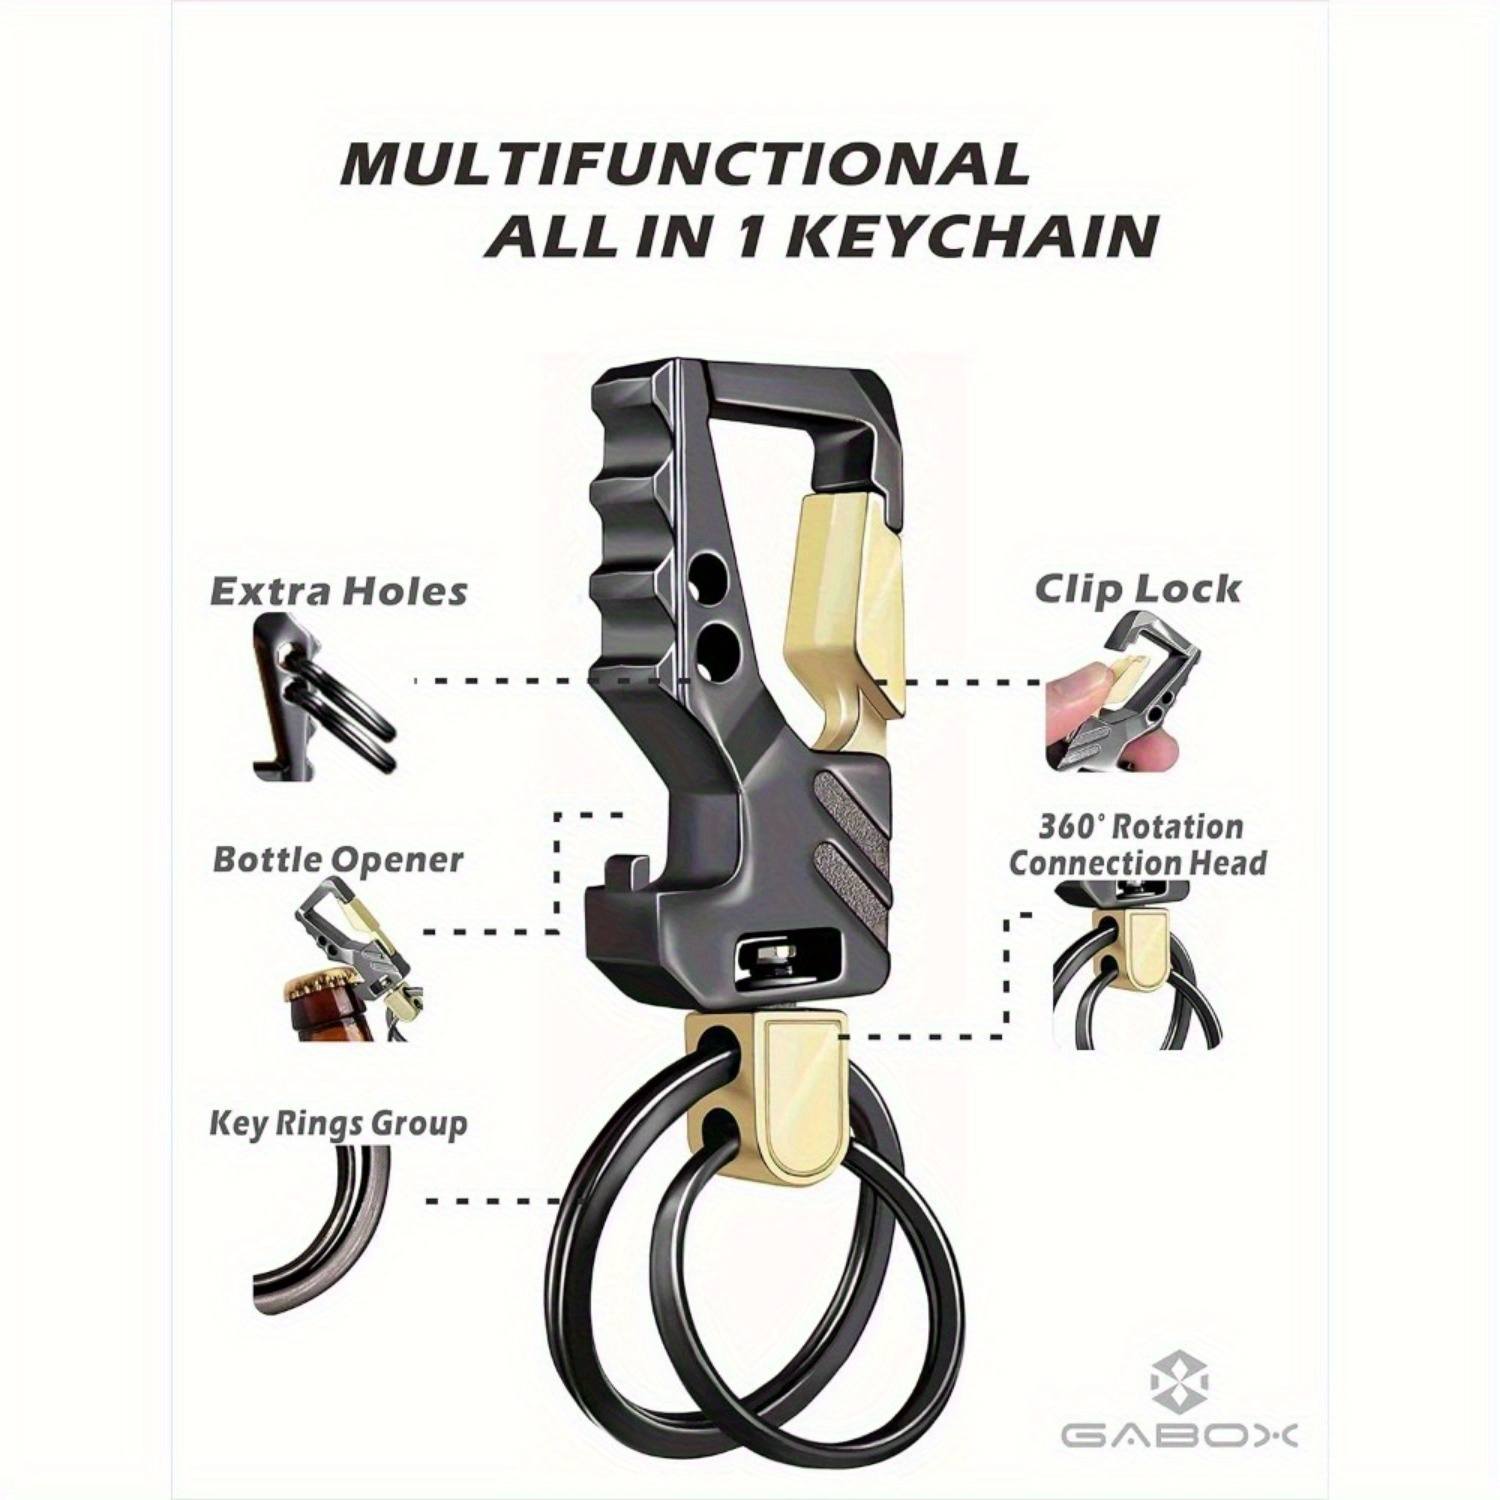 MULTIFUNCTIONAL
ALL IN 1 KEYCHAIN
Extra Holes
Clip Lock
Bottle Opener
360° Rotation
Connection Head
Key Rings Group
GABOX